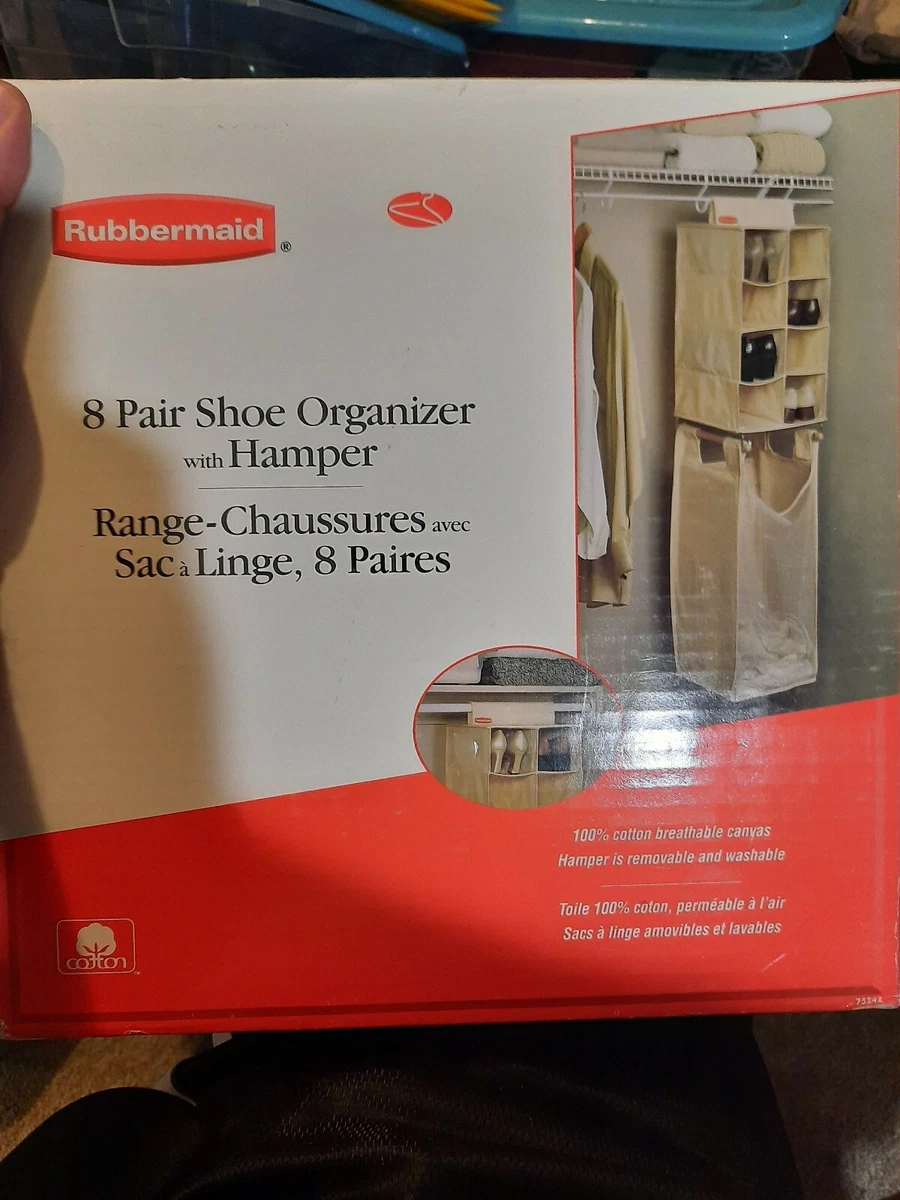 Rubbermaid®
8 Pair Shoe Organizer
with Hamper
Range-Chaussures avec
Sac à Linge, 8 Paires
100% cotton breathable canvas
Hamper is removable and washable
Toile 100% coton, perméable à l'air
Sacs à linge amovibles et lavables
cotton™